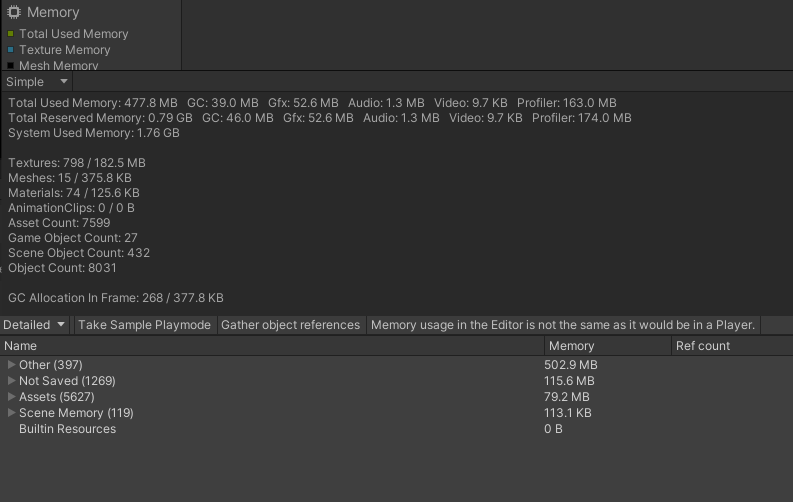 Memory
Total Used Memory
Texture Memory
Mesh Memory
Simple
Total Used Memory: 477.8 MB GC: 39.0 MB Gfx: 52.6 MB Audio: 1.3 MB Video: 9.7 KB Profiler: 163.0 MB
Total Reserved Memory: 0.79 GB GC: 46.0 MB Gfx: 52.6 MB Audio: 1.3 MB Video: 9.7 KB Profiler: 174.0 MB
System Used Memory: 1.76 GB
Textures: 798 / 182.5 MB
Meshes: 15 / 375.8 KB
Materials: 74 / 125.6 KB
AnimationClips: 0 / 0 B
Asset Count: 7599
Game Object Count: 27
Scene Object Count: 432
Object Count: 8031
GC Allocation In Frame: 268 / 377.8 KB
Detailed Take Sample Playmode Gather object references Memory usage in the Editor is not the same as it would be in a Player.
Name Memory Ref count
Other (397) 502.9 MB
Not Saved (1269) 115.6 MB
Assets (5627) 79.2 MB
Scene Memory (119) 113.1 KB
Builtin Resources 0 B